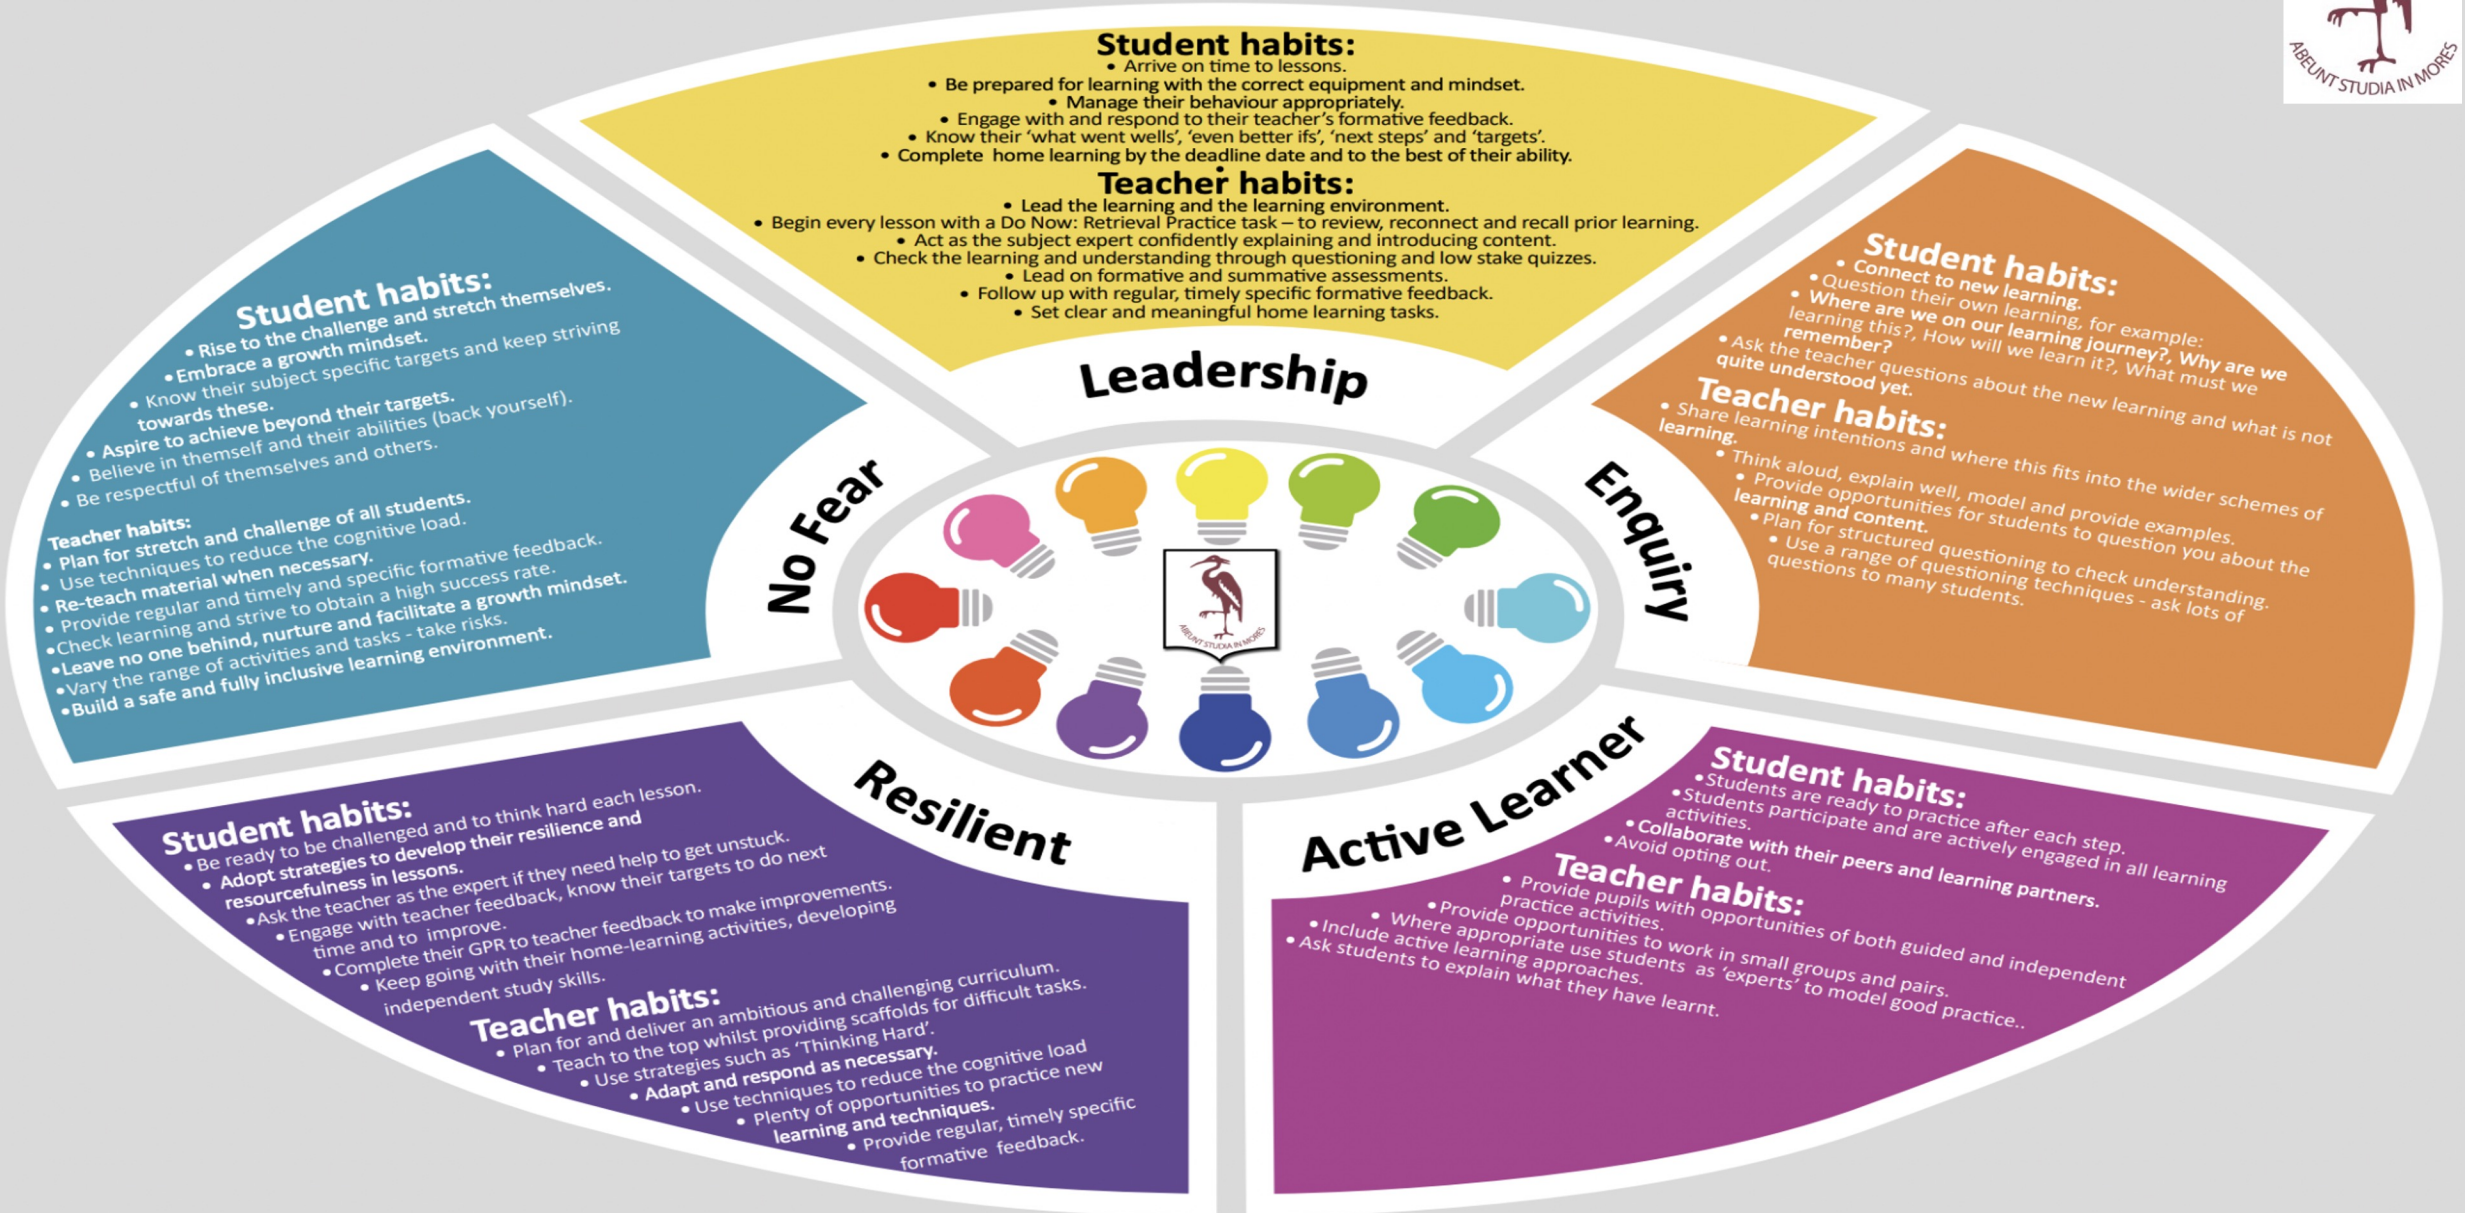 ABEUNT STUDIA IN MORES
Student habits:
• Arrive on time to lessons.
• Be prepared for learning with the correct equipment and mindset.
• Manage their behaviour appropriately.
• Engage with and respond to their teacher’s formative feedback.
• Know their ‘what went wells’, ‘even better ifs’, ‘next steps’ and ‘targets’.
• Complete home learning by the deadline date and to the best of their ability.
•
Teacher habits:
• Lead the learning and the learning environment.
• Begin every lesson with a Do Now: Retrieval Practice task – to review, reconnect and recall prior learning.
• Act as the subject expert confidently explaining and introducing content.
• Check the learning and understanding through questioning and low stake quizzes.
• Lead on formative and summative assessments.
• Follow up with regular, timely specific formative feedback.
• Set clear and meaningful home learning tasks.
Leadership
Student habits:
• Connect to new learning.
• Question their own learning, for example:
• Where are we on our learning journey?, Why are we
learning this?, How will we learn it?, What must we
remember?
• Ask the teacher questions about the new learning and what is not
quite understood yet.
Teacher habits:
• Share learning intentions and where this fits into the wider schemes of
learning.
• Think aloud, explain well, model and provide examples.
• Provide opportunities for students to question you about the
learning and content.
• Plan for structured questioning to check understanding.
• Use a range of questioning techniques - ask lots of
questions to many students.
Enquiry
Student habits:
• Students are ready to practice after each step.
• Students participate and are actively engaged in all learning
activities.
• Collaborate with their peers and learning partners.
• Avoid opting out.
Teacher habits:
• Provide pupils with opportunities of both guided and independent
practice activities.
• Provide opportunities to work in small groups and pairs.
• Where appropriate use students as ‘experts’ to model good practice..
• Include active learning approaches.
• Ask students to explain what they have learnt.
Active Learner
Student habits:
• Be ready to be challenged and to think hard each lesson.
• Adopt strategies to develop their resilience and
resourcefulness in lessons.
• Ask the teacher as the expert if they need help to get unstuck.
• Engage with teacher feedback, know their targets to do next
time and to improve.
• Complete their GPR to teacher feedback to make improvements.
• Keep going with their home-learning activities, developing
independent study skills.
Teacher habits:
• Plan for and deliver an ambitious and challenging curriculum.
• Teach to the top whilst providing scaffolds for difficult tasks.
• Use strategies such as ‘Thinking Hard’.
• Adapt and respond as necessary.
• Use techniques to reduce the cognitive load
• Plenty of opportunities to practice new
learning and techniques.
• Provide regular, timely specific
formative feedback.
Resilient
Student habits:
• Rise to the challenge and stretch themselves.
• Embrace a growth mindset.
• Know their subject specific targets and keep striving
towards these.
• Aspire to achieve beyond their targets.
• Believe in themself and their abilities (back yourself).
• Be respectful of themselves and others.
Teacher habits:
• Plan for stretch and challenge of all students.
• Use techniques to reduce the cognitive load.
• Re-teach material when necessary.
• Provide regular and timely and specific formative feedback.
• Check learning and strive to obtain a high success rate.
• Leave no one behind, nurture and facilitate a growth mindset.
• Vary the range of activities and tasks - take risks.
• Build a safe and fully inclusive learning environment.
No Fear
ABEUNT STUDIA IN MORES